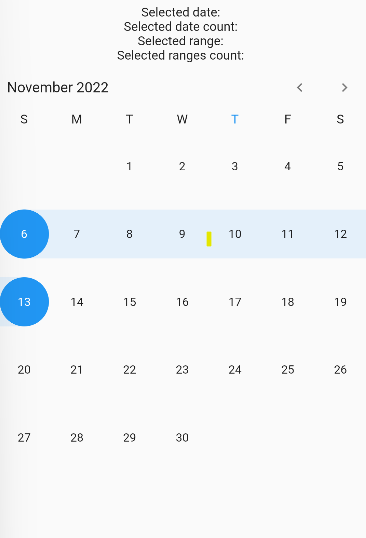 Selected date:
Selected date count:
Selected range:
Selected ranges count:
November 2022
S M T W T F S
1 2 3 4 5
6 7 8 9 10 11 12
13 14 15 16 17 18 19
20 21 22 23 24 25 26
27 28 29 30